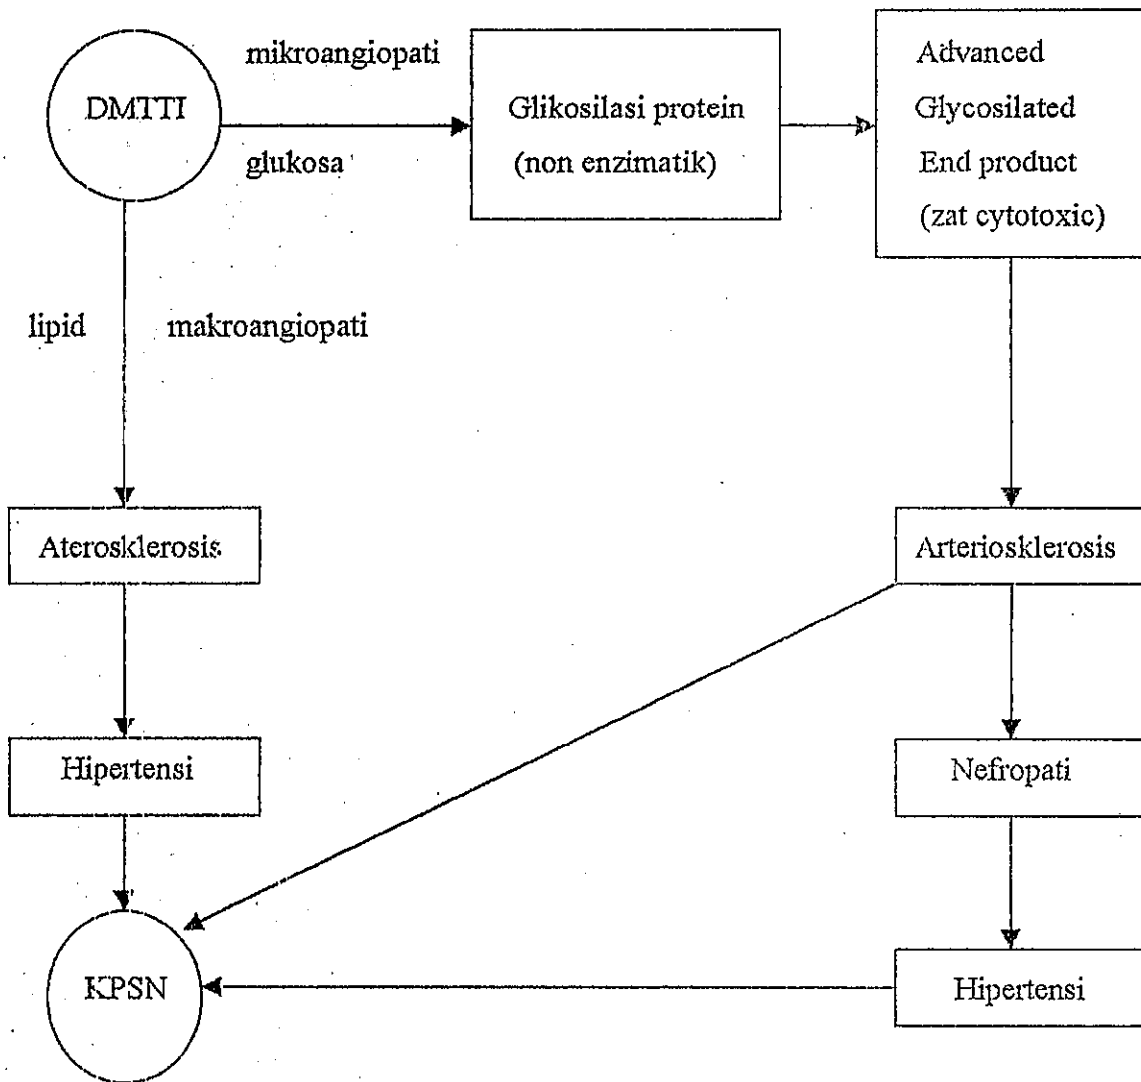 mikroangiopati
DMTTI
glukosa
Glikosilasi protein
(non enzimatik)
Advanced
Glycosilated
End product
(zat cytotoxic)
lipid
makroangiopati
Aterosklerosis
Arteriosklerosis
Hipertensi
Nefropati
KPSN
Hipertensi